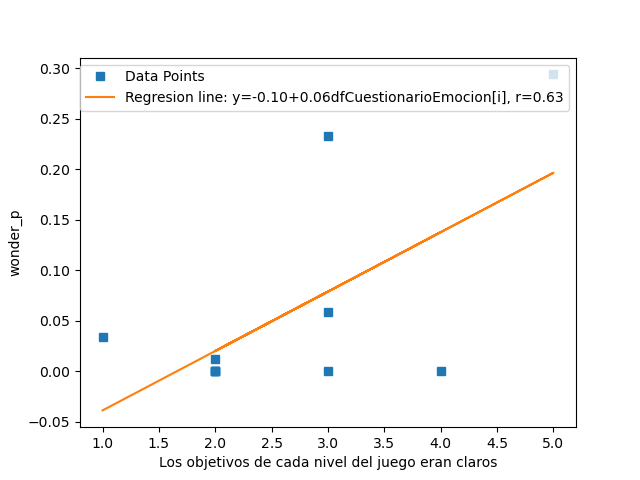 Data Points
Regresion line: y=-0.10+0.06dfCuestionarioEmocion[i], r=0.63
0.30
0.25
0.20
0.15
0.10
0.05
0.00
−0.05
wonder_p
1.0 1.5 2.0 2.5 3.0 3.5 4.0 4.5 5.0
Los objetivos de cada nivel del juego eran claros